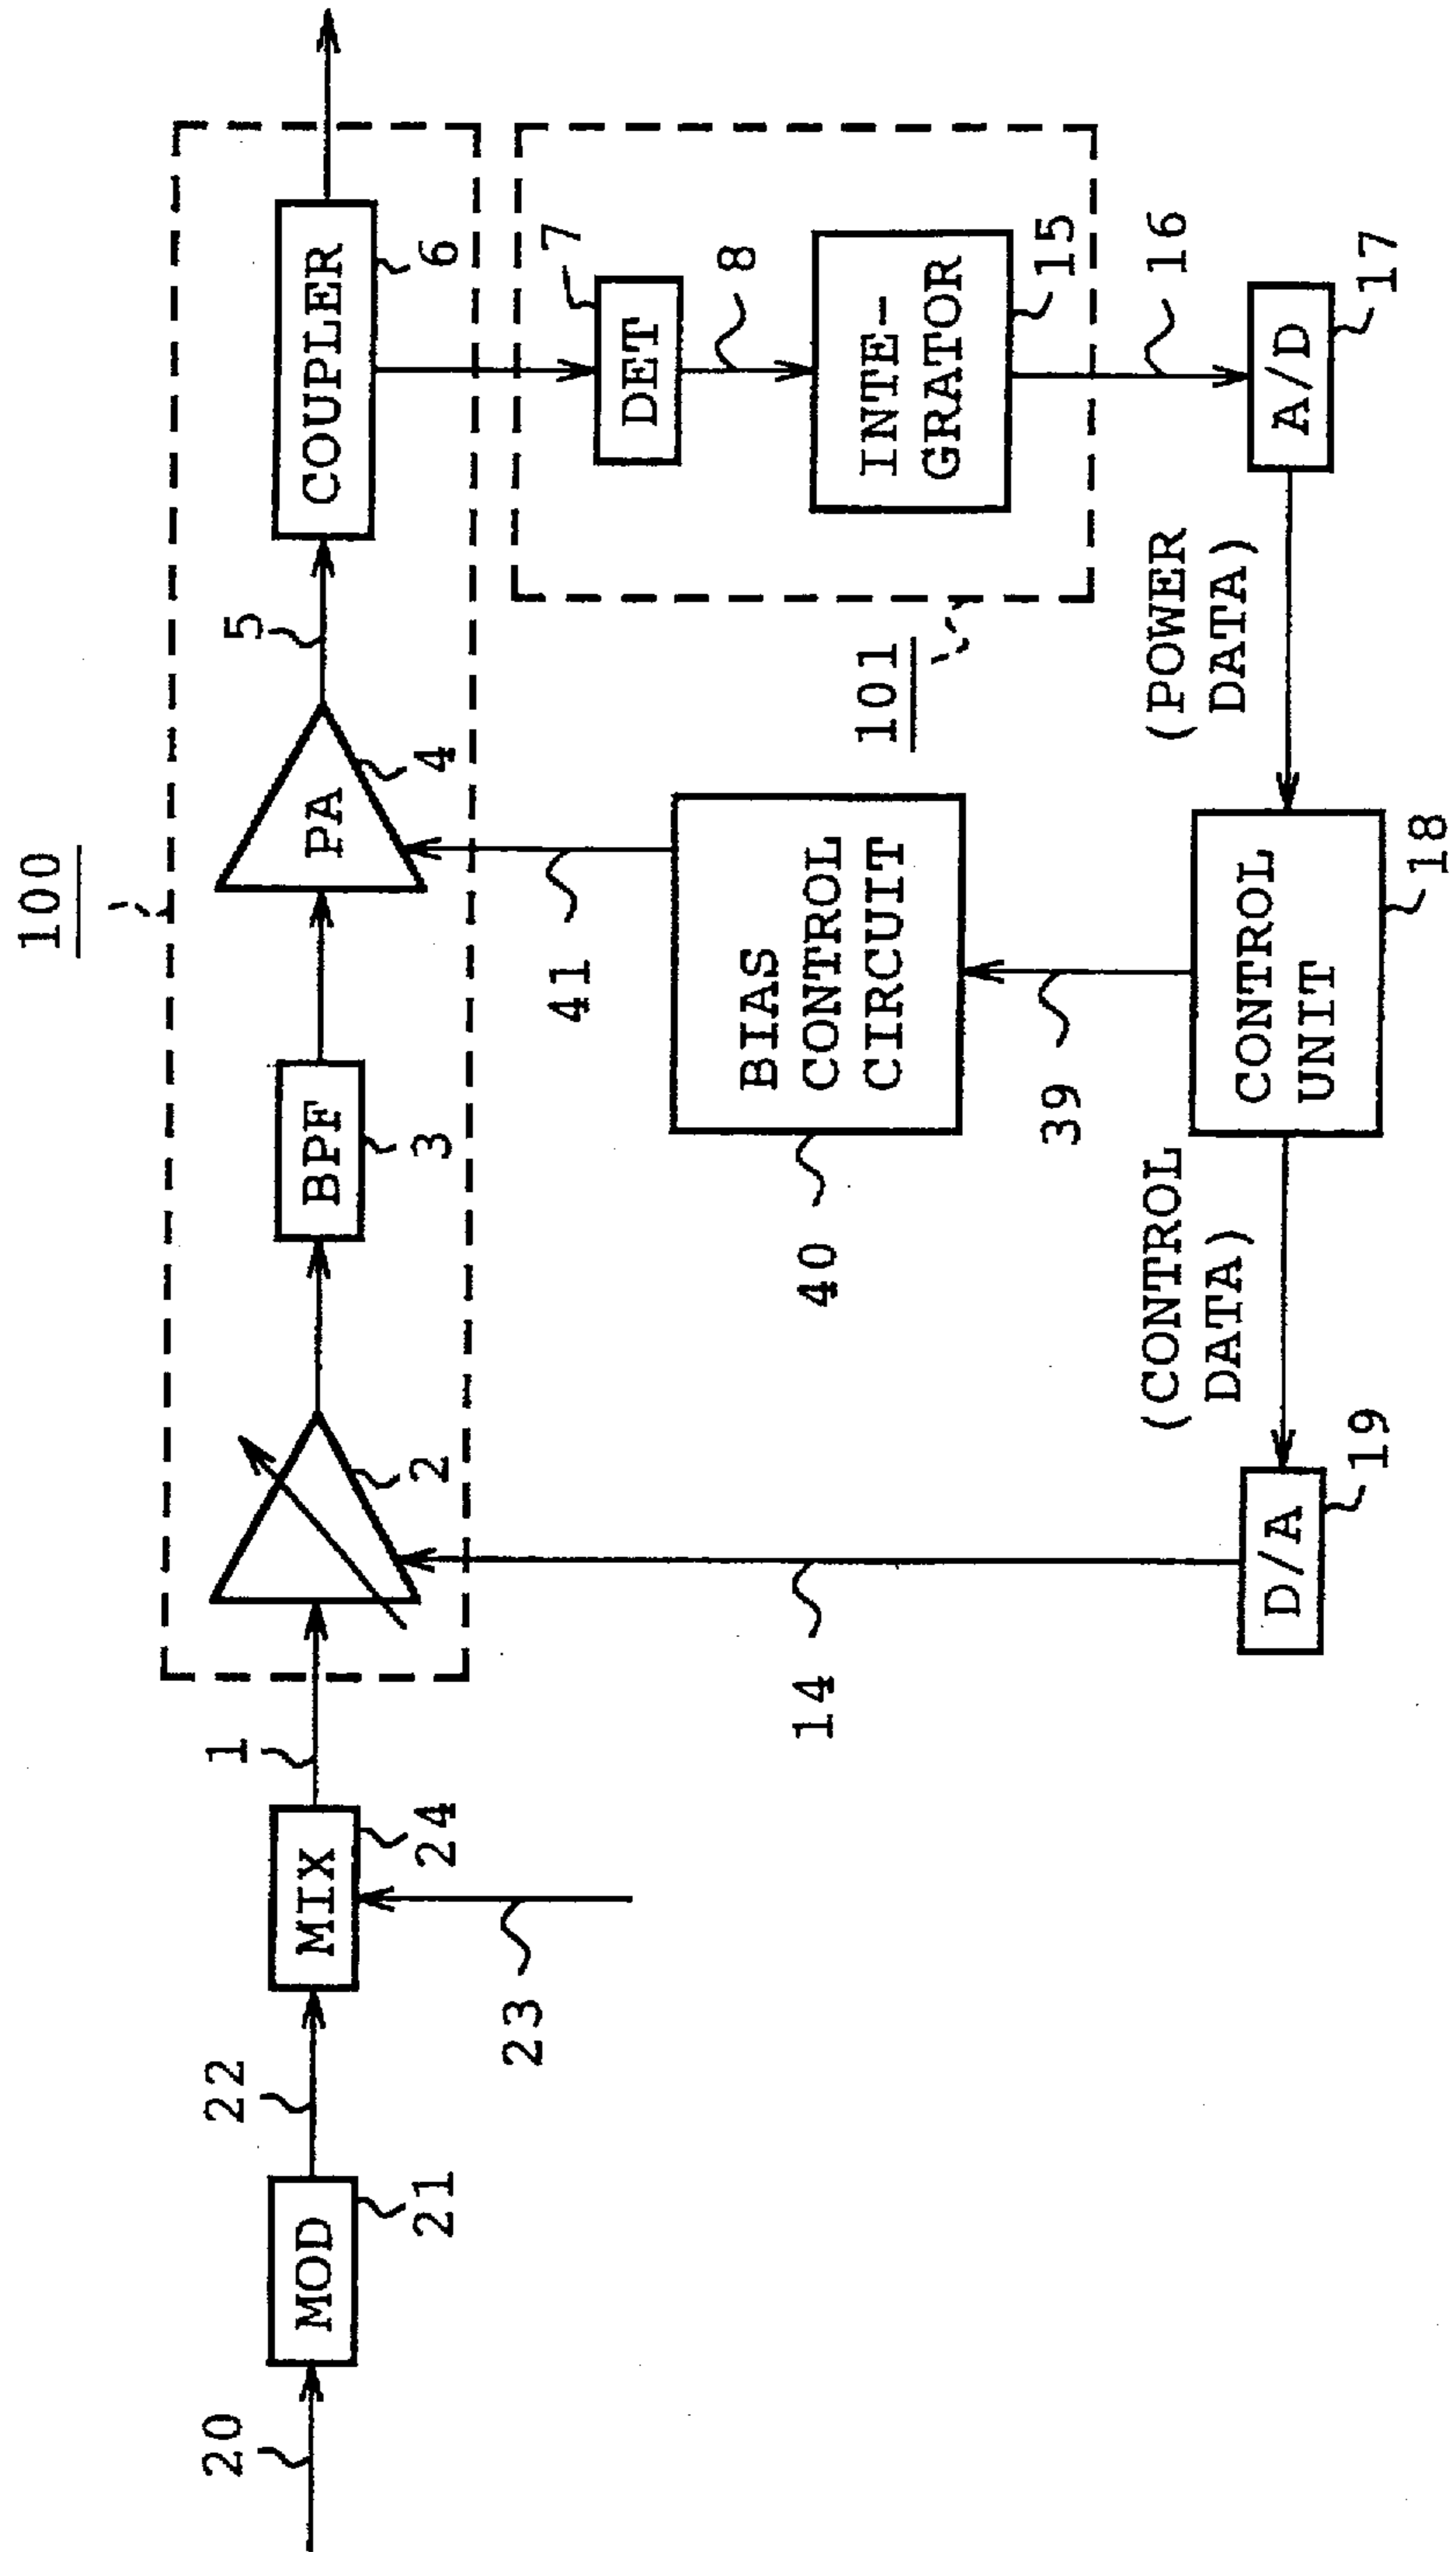 100
20
MOD
21
22
MIX
24
23
1
2
BPF
3
PA
4
5
COUPLER
6
7
DET
8
INTE-
GRATOR
15
101
16
A/D
17
(POWER
DATA)
BIAS
CONTROL
CIRCUIT
40
41
39
CONTROL
UNIT
18
(CONTROL
DATA)
D/A
19
14